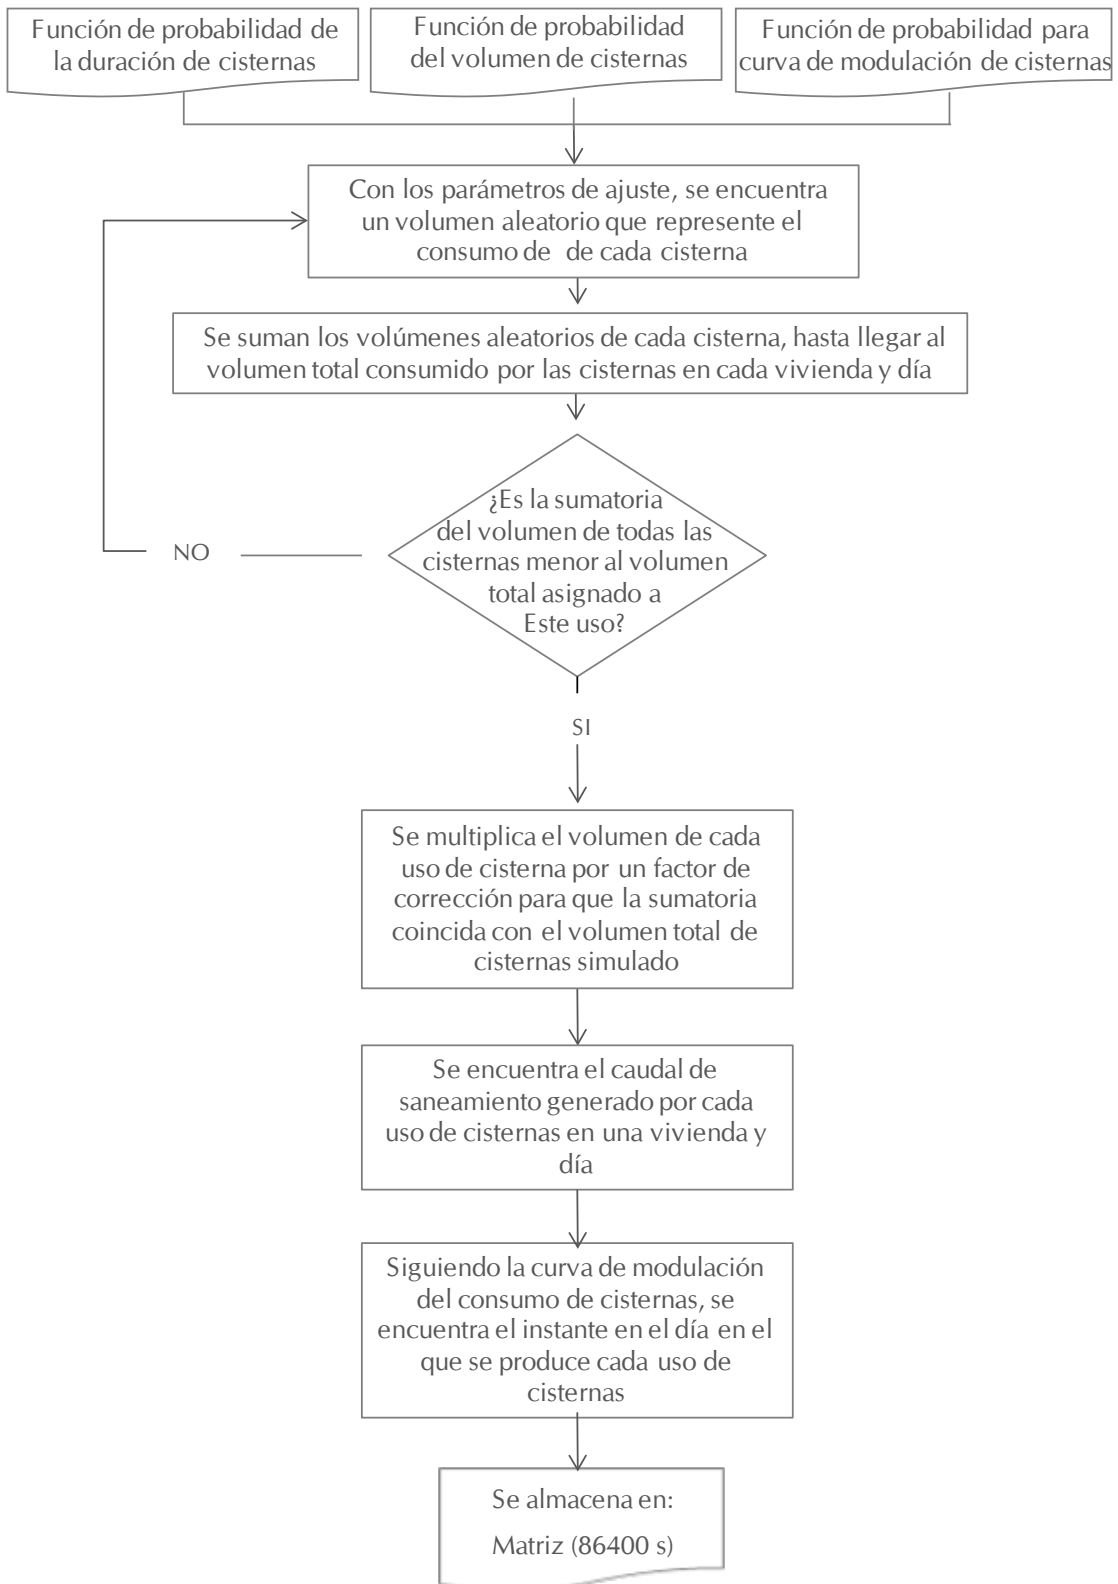 Función de probabilidad de
la duración de cisternas
Función de probabilidad
del volumen de cisternas
Función de probabilidad para
curva de modulación de cisternas
Con los parámetros de ajuste, se encuentra
un volumen aleatorio que represente el
consumo de de cada cisterna
Se suman los volúmenes aleatorios de cada cisterna, hasta llegar al
volumen total consumido por las cisternas en cada vivienda y día
¿Es la sumatoria
del volumen de todas las
cisternas menor al volumen
total asignado a
Este uso?
NO
SI
Se multiplica el volumen de cada
uso de cisterna por un factor de
corrección para que la sumatoria
coincida con el volumen total de
cisternas simulado
Se encuentra el caudal de
saneamiento generado por cada
uso de cisternas en una vivienda y
día
Siguiendo la curva de modulación
del consumo de cisternas, se
encuentra el instante en el día en el
que se produce cada uso de
cisternas
Se almacena en:
Matriz (86400 s)